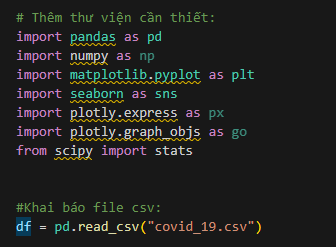 # Thêm thư viện cần thiết:
import pandas as pd
import numpy as np
import matplotlib.pyplot as plt
import seaborn as sns
import plotly.express as px
import plotly.graph_objs as go
from scipy import stats
#Khai báo file csv:
df = pd.read_csv("covid_19.csv")